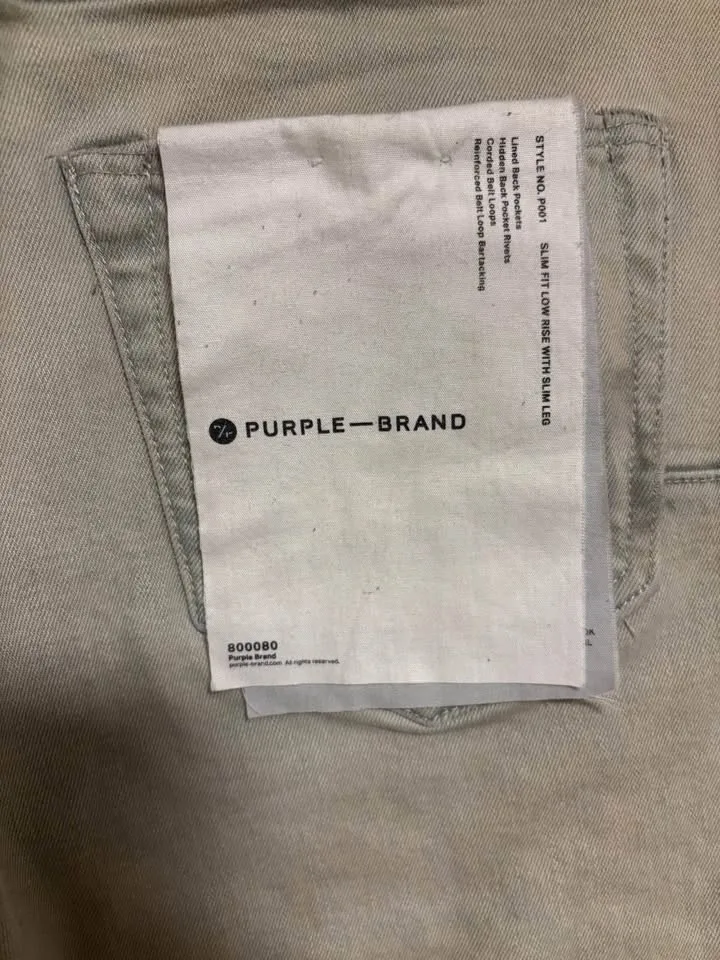 STYLE NO. P001 SLIM FIT LOW RISE WITH SLIM LEG
Lined Back Pockets
Hidden Back Pocket Rivets
Corded Belt Loops
Reinforced Belt Loop Bartacking
PURPLE—BRAND
800080
Purple Brand
purple-brand.com All rights reserved.